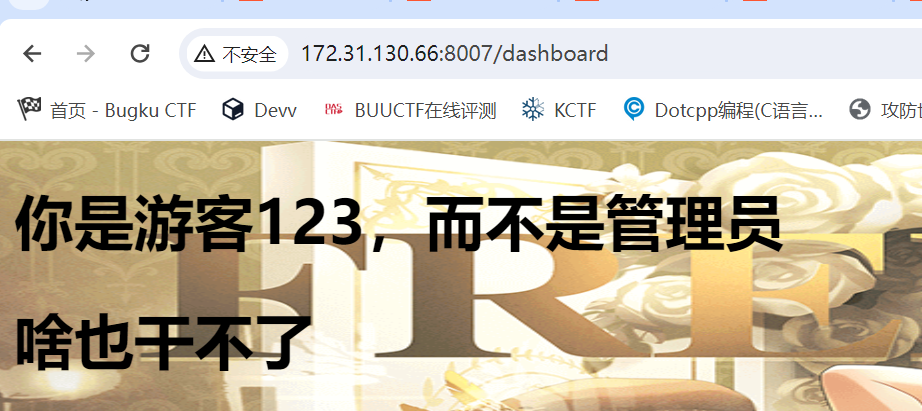 不安全 172.31.130.66:8007/dashboard
首页 - Bugku CTF Devv BUUCTF在线评测 KCTF Dotcpp编程(C语言... 攻防
你是游客123，而不是管理员
啥也干不了
FRE